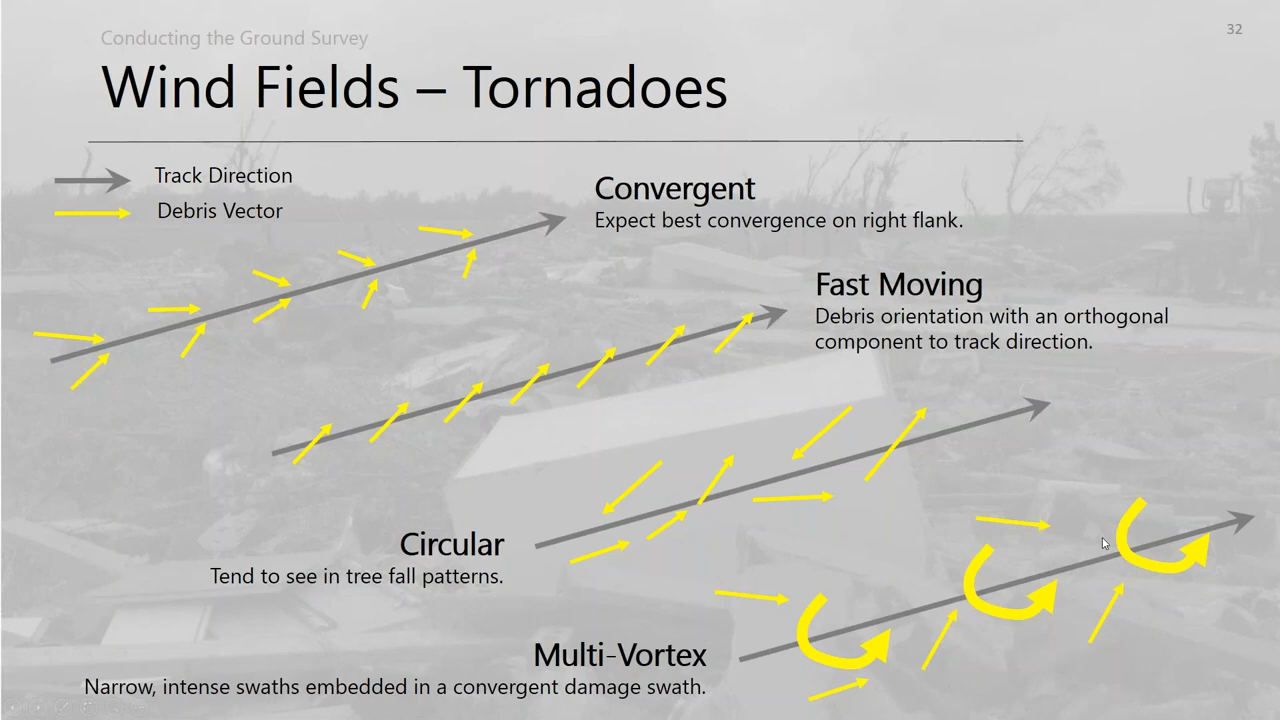 Conducting the Ground Survey
32
Wind Fields – Tornadoes
Track Direction
Debris Vector
Convergent
Expect best convergence on right flank.
Fast Moving
Debris orientation with an orthogonal
component to track direction.
Circular
Tend to see in tree fall patterns.
Multi-Vortex
Narrow, intense swaths embedded in a convergent damage swath.